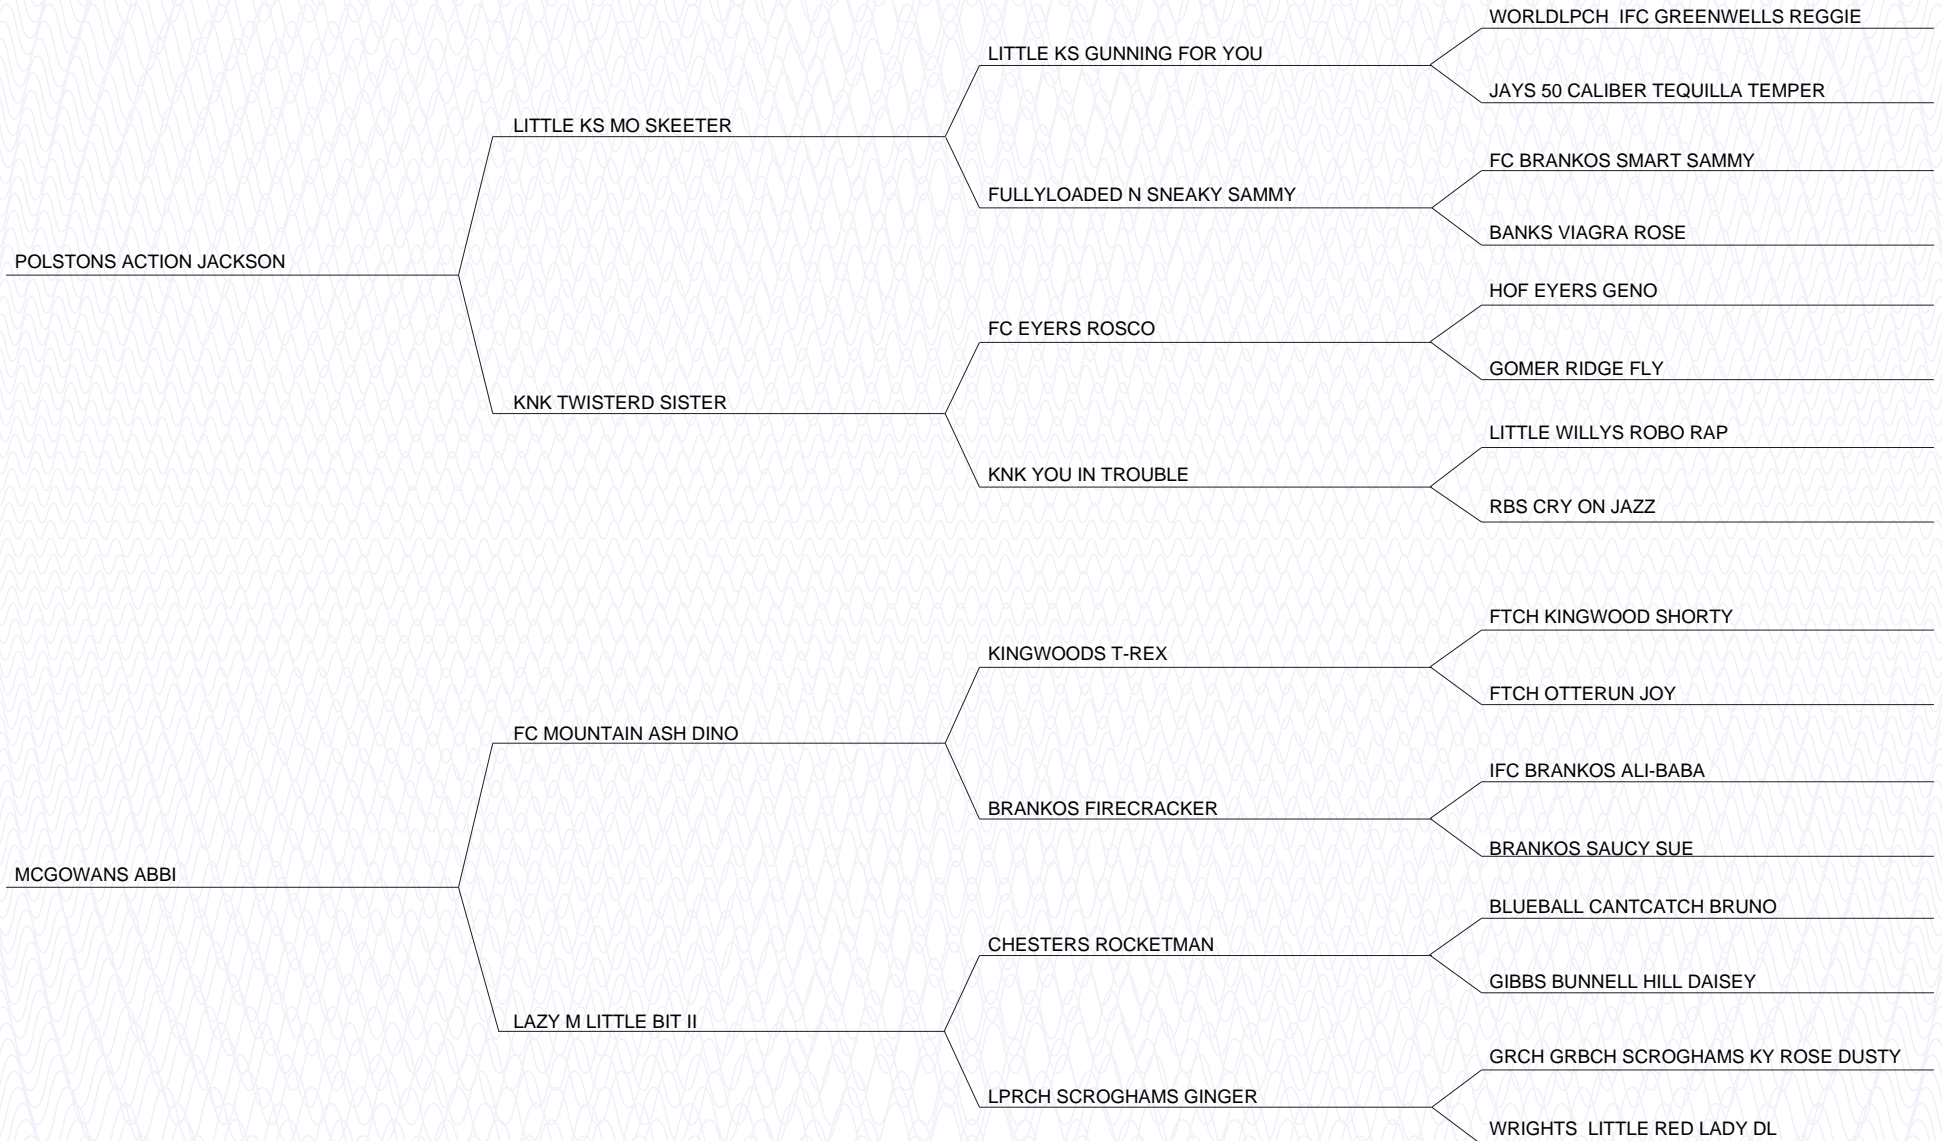 WORLDLPCH  IFC GREENWELLS REGGIE
LITTLE KS GUNNING FOR YOU
JAYS 50 CALIBER TEQUILLA TEMPER
LITTLE KS MO SKEETER
FC BRANKOS SMART SAMMY
FULLYLOADED N SNEAKY SAMMY
BANKS VIAGRA ROSE
POLSTONS ACTION JACKSON
HOF EYERS GENO
FC EYERS ROSCO
GOMER RIDGE FLY
KNK TWISTERD SISTER
LITTLE WILLYS ROBO RAP
KNK YOU IN TROUBLE
RBS CRY ON JAZZ
FTCH KINGWOOD SHORTY
KINGWOODS T-REX
FTCH OTTERUN JOY
FC MOUNTAIN ASH DINO
IFC BRANKOS ALI-BABA
BRANKOS FIRECRACKER
BRANKOS SAUCY SUE
MCGOWANS ABBI
BLUEBALL CANTCATCH BRUNO
CHESTERS ROCKETMAN
GIBBS BUNNELL HILL DAISEY
LAZY M LITTLE BIT II
GRCH GRBCH SCROGHAMS KY ROSE DUSTY
LPRCH SCROGHAMS GINGER
WRIGHTS  LITTLE RED LADY DL